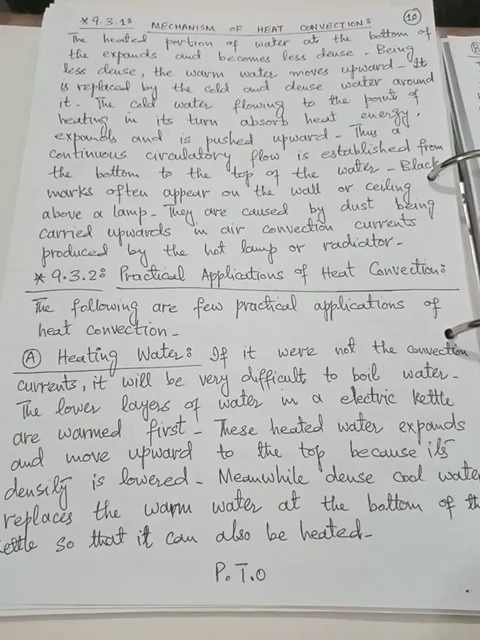 * 9.3.1: MECHANISM OF HEAT CONVECTION:
10
The heated portion of water at the bottom of
the expands and becomes less dense. Being
less dense, the warm water moves upward. It
is replaced by the cold and dense water around
it. The cold water flowing to the point of
heating in its turn absorb heat energy,
expands and is pushed upward. Thus a
continuous circulatory flow is established from
the bottom to the top of the water. Black
marks often appear on the wall or ceiling
above a lamp. They are caused by dust being
carried upwards in air convection currents
produced by the hot lamp or radiator.
* 9.3.2: Practical Applications of Heat Convection:
The following are few practical applications of
heat convection.
(A) Heating Water: If it were not the convection
currents, it will be very difficult to boil water.
The lower layers of water in a electric kettle
are warmed first. These heated water expands
and move upward to the top because its
density is lowered. Meanwhile dense cool water
replaces the warm water at the bottom of the
kettle so that it can also be heated.
P.T.O